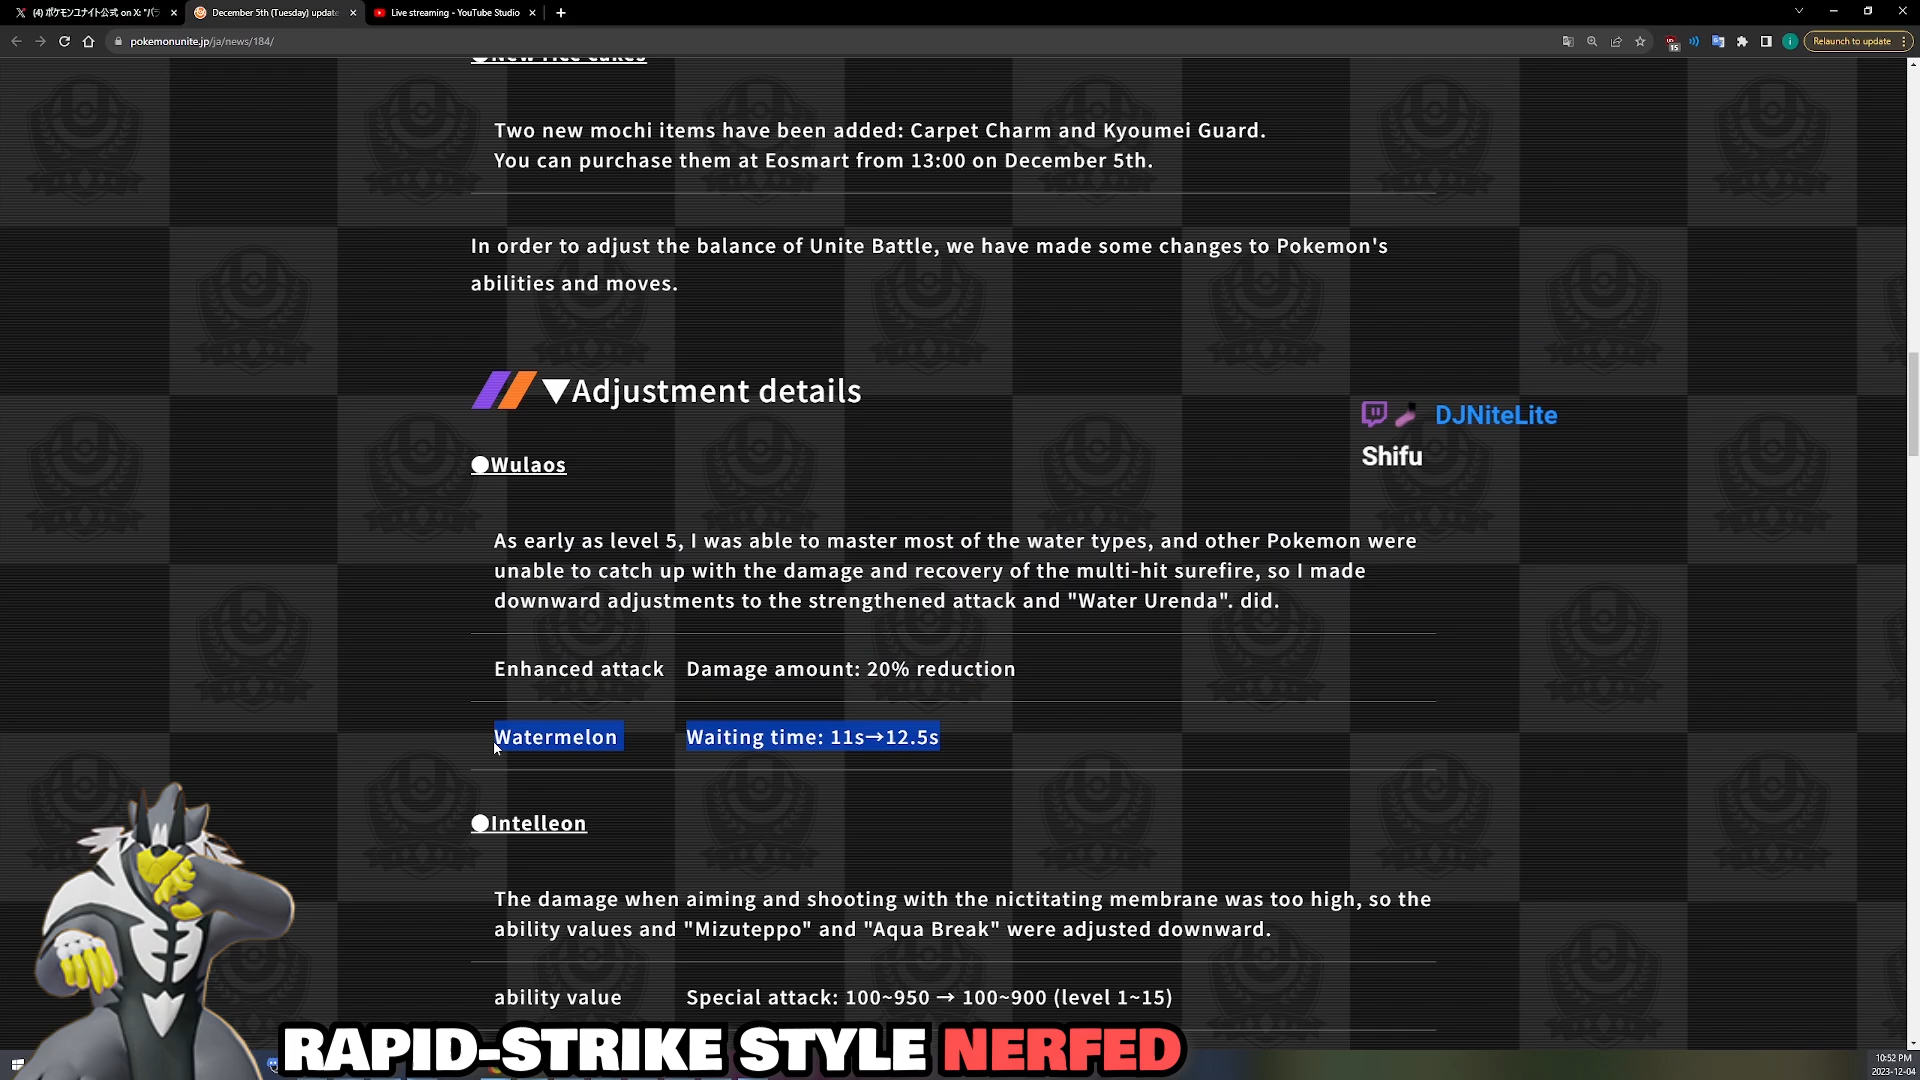 (4) ポケモンユナイト公式 on X: "パラ
December 5th (Tuesday) update
Live streaming - YouTube Studio
pokemonunite.jp/ja/news/184/
15
Relaunch to update
●New rice cakes
Two new mochi items have been added: Carpet Charm and Kyoumei Guard.
You can purchase them at Eosmart from 13:00 on December 5th.
In order to adjust the balance of Unite Battle, we have made some changes to Pokemon's
abilities and moves.
▼Adjustment details
DJNiteLite
Shifu
●Wulaos
As early as level 5, I was able to master most of the water types, and other Pokemon were
unable to catch up with the damage and recovery of the multi-hit surefire, so I made
downward adjustments to the strengthened attack and "Water Urenda". did.
Enhanced attack Damage amount: 20% reduction
Watermelon Waiting time: 11s→12.5s
●Intelleon
The damage when aiming and shooting with the nictitating membrane was too high, so the
ability values and "Mizuteppo" and "Aqua Break" were adjusted downward.
ability value Special attack: 100~950 → 100~900 (level 1~15)
RAPID-STRIKE STYLE NERFED
10:52 PM
2023-12-04